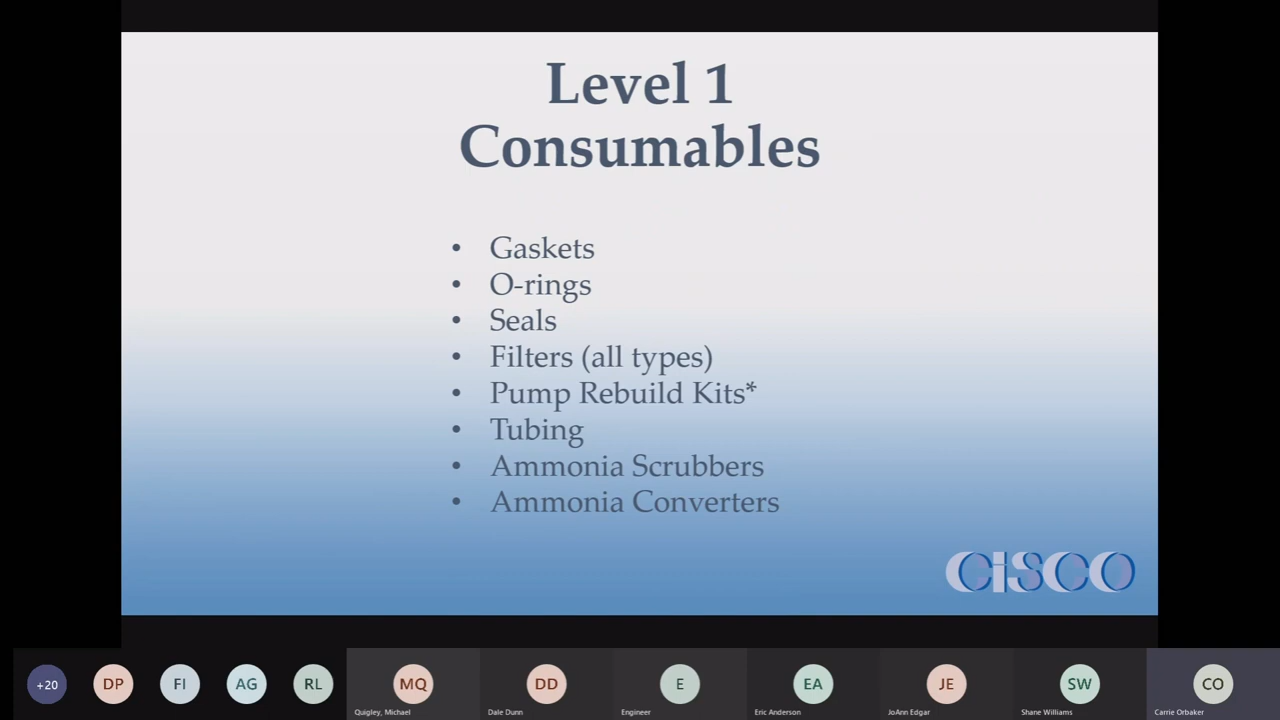 Level 1
Consumables
• Gaskets
• O-rings
• Seals
• Filters (all types)
• Pump Rebuild Kits*
• Tubing
• Ammonia Scrubbers
• Ammonia Converters
CiSCO
+20
DP
FI
AG
RL
MQ
DD
E
EA
JE
SW
CO
Quigley, Michael
Dale Dunn
Engineer
Eric Anderson
JoAnn Edgar
Shane Williams
Carrie Orbaker